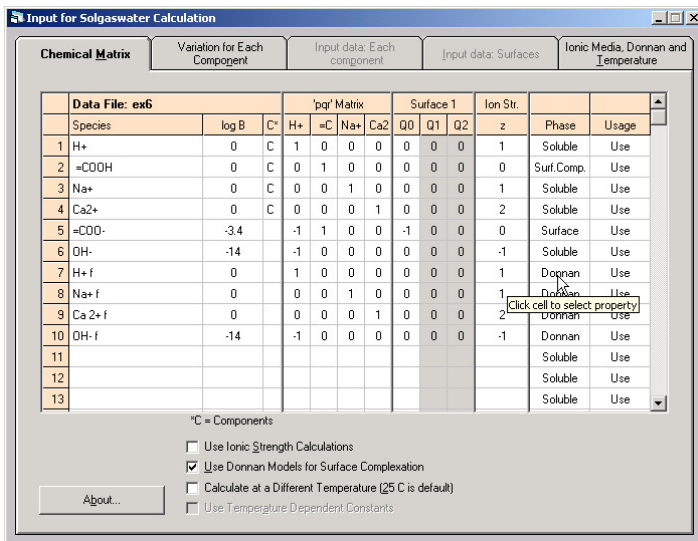 Input for Solgaswater Calculation
Chemical Matrix
Variation for Each Component
Input data: Each component
Input data: Surfaces
Ionic Media, Donnan and Temperature
Data File: ex6 'pqr' Matrix Surface 1 Ion Str.
Species log B C* H+ =C Na+ Ca2 Q0 Q1 Q2 z Phase Usage
1 H+ 0 C 1 0 0 0 0 0 0 1 Soluble Use
2 =COOH 0 C 0 1 0 0 0 0 0 0 Surf.Comp. Use
3 Na+ 0 C 0 0 1 0 0 0 0 1 Soluble Use
4 Ca2+ 0 C 0 0 0 1 0 0 0 2 Soluble Use
5 =COO- -3.4 -1 1 0 0 -1 0 0 0 Surface Use
6 OH- -14 -1 0 0 0 0 0 0 -1 Soluble Use
7 H+ f 0 1 0 0 0 0 0 0 1 Donnan Use
8 Na+ f 0 0 0 1 0 0 0 0 1 Donnan Use
Click cell to select property
9 Ca 2+ f 0 0 0 0 1 0 0 0 2 Donnan Use
10 OH- f -14 -1 0 0 0 0 0 0 -1 Donnan Use
11 Soluble Use
12 Soluble Use
13 Soluble Use
*C = Components
Use Ionic Strength Calculations
Use Donnan Models for Surface Complexation
Calculate at a Different Temperature (25 C is default)
Use Temperature Dependent Constants
About...